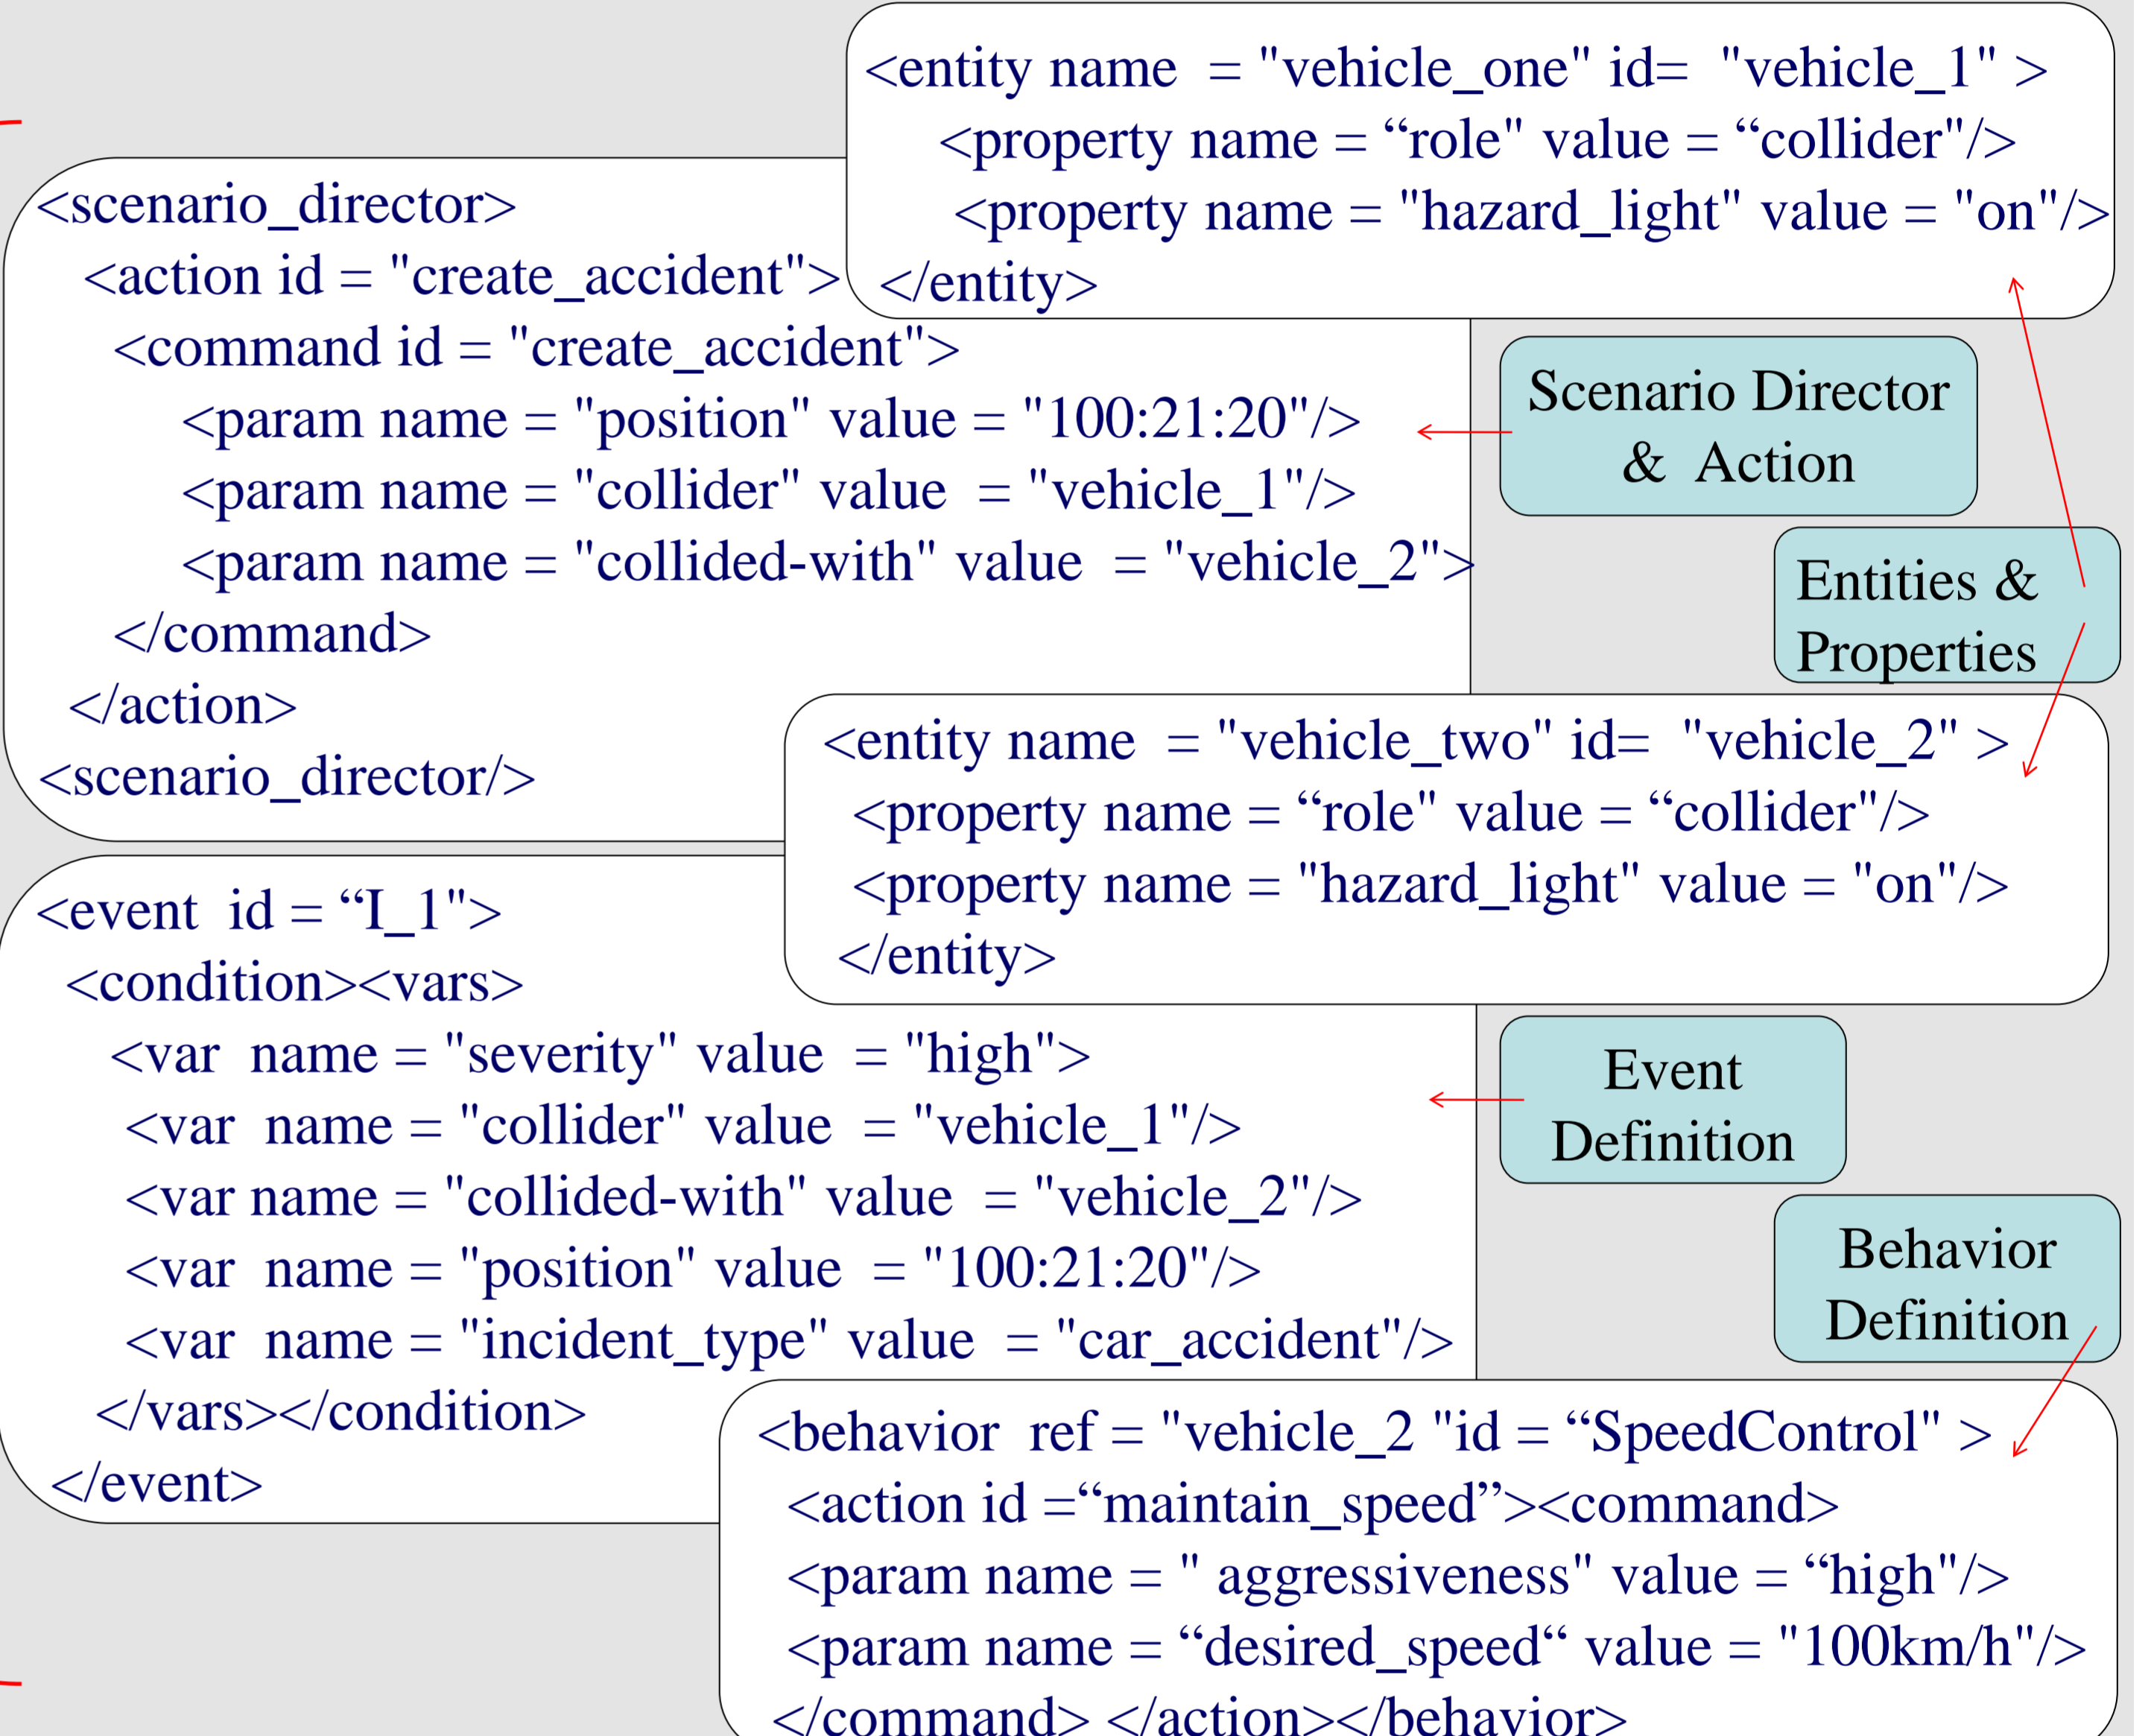 <entity name  = "vehicle_one" id=  "vehicle_1" >
<property name = “role" value = “collider"/>
<property name = "hazard_light" value = "on"/>
</entity>
<scenario_director>
<action id = "create_accident">
<command id = "create_accident">
<param name = "position" value = "100:21:20"/>
<param name = "collider" value  = "vehicle_1"/>
<param name = "collided-with" value  = "vehicle_2">
</command>
</action>
<scenario_director/>
Scenario Director
&  Action
Entities &
Properties
<entity name  = "vehicle_two" id=  "vehicle_2" >
<property name = “role" value = “collider"/>
<property name = "hazard_light" value = "on"/>
</entity>
<event  id = “I_1">
<condition><vars>
<var  name = "severity" value  = "high">
<var  name = "collider" value  = "vehicle_1"/>
<var name = "collided-with" value  = "vehicle_2"/>
<var  name = "position" value  = "100:21:20"/>
<var  name = "incident_type" value  = "car_accident"/>
</vars></condition>
</event>
Event
Definition
Behavior
Definition
<behavior  ref = "vehicle_2 "id = “SpeedControl" >
<action id =“maintain_speed”><command>
<param name = " aggressiveness" value = “high"/>
<param name = “desired_speed“ value = "100km/h"/>
</command> </action></behavior>